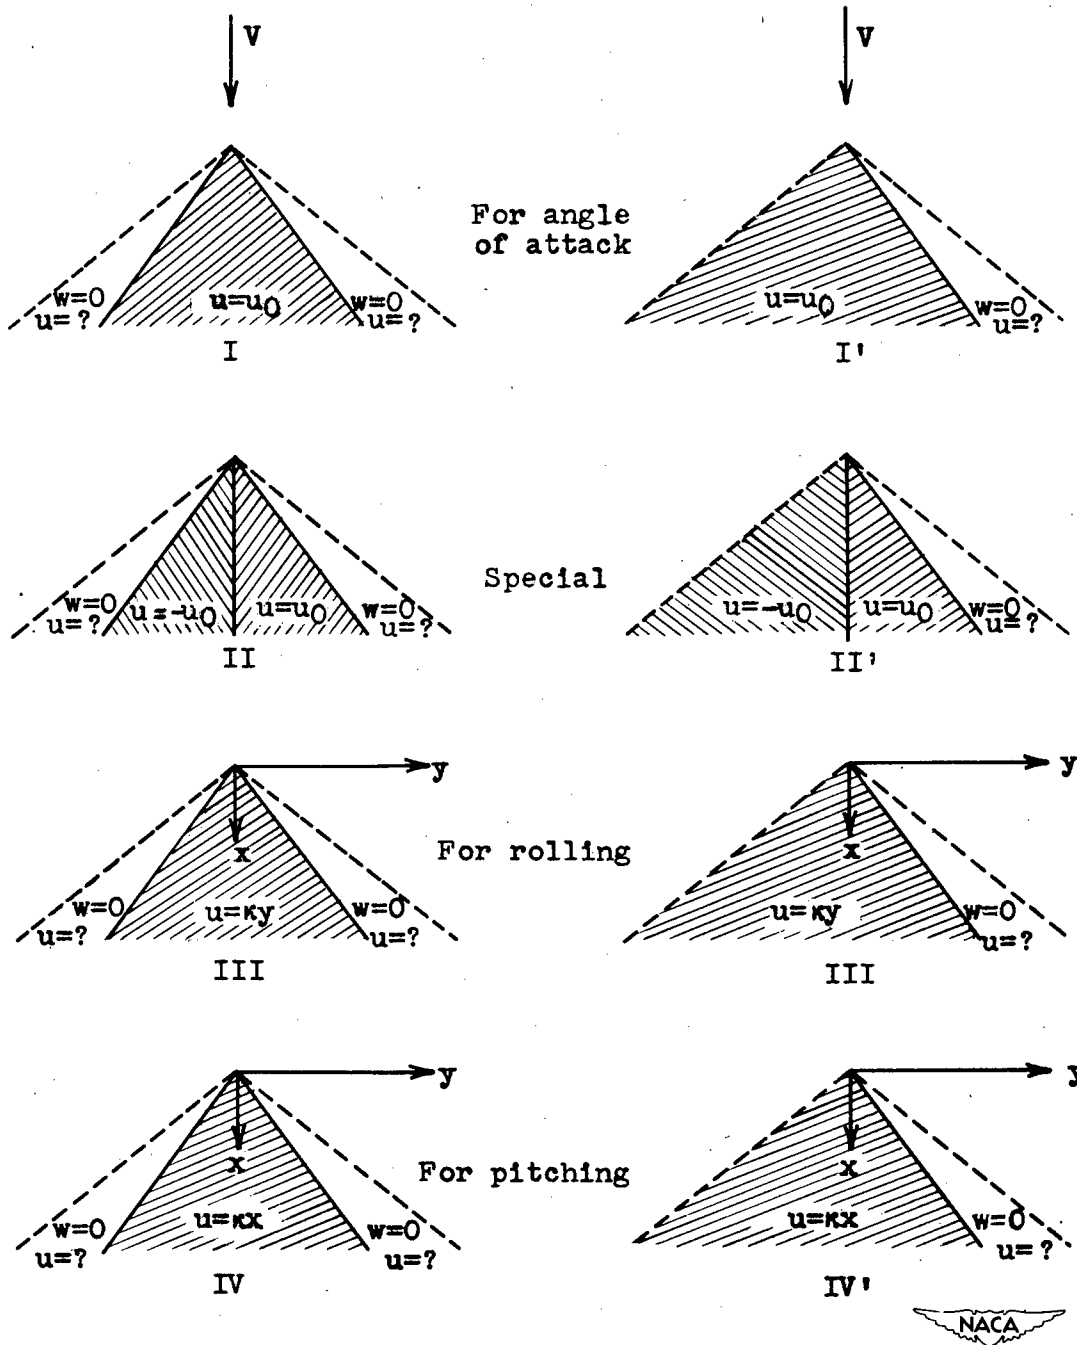 V V
For angle
of attack
w=0 u=u0 w=0 u=u0 w=0
u=? u=? u=?
I I'
Special
w=0 u=-u0 u=u0 w=0 u=-u0 u=u0 w=0
u=? u=? u=?
II II'
y y
x For rolling x
w=0 u=κy w=0 u=κy w=0
u=? u=? u=?
III III
y y
x For pitching x
w=0 u=κx w=0 u=κx w=0
u=? u=? u=?
IV IV'
NACA